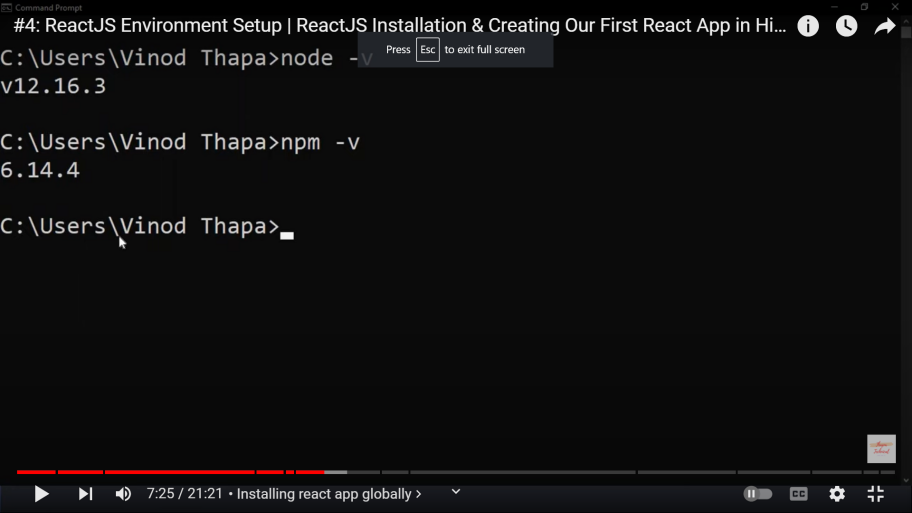 Command Prompt
#4: ReactJS Environment Setup | ReactJS Installation & Creating Our First React App in Hi...
Press Esc to exit full screen
C:\Users\Vinod Thapa>node -v
v12.16.3
C:\Users\Vinod Thapa>npm -v
6.14.4
C:\Users\Vinod Thapa>
7:25 / 21:21 • Installing react app globally >
CC